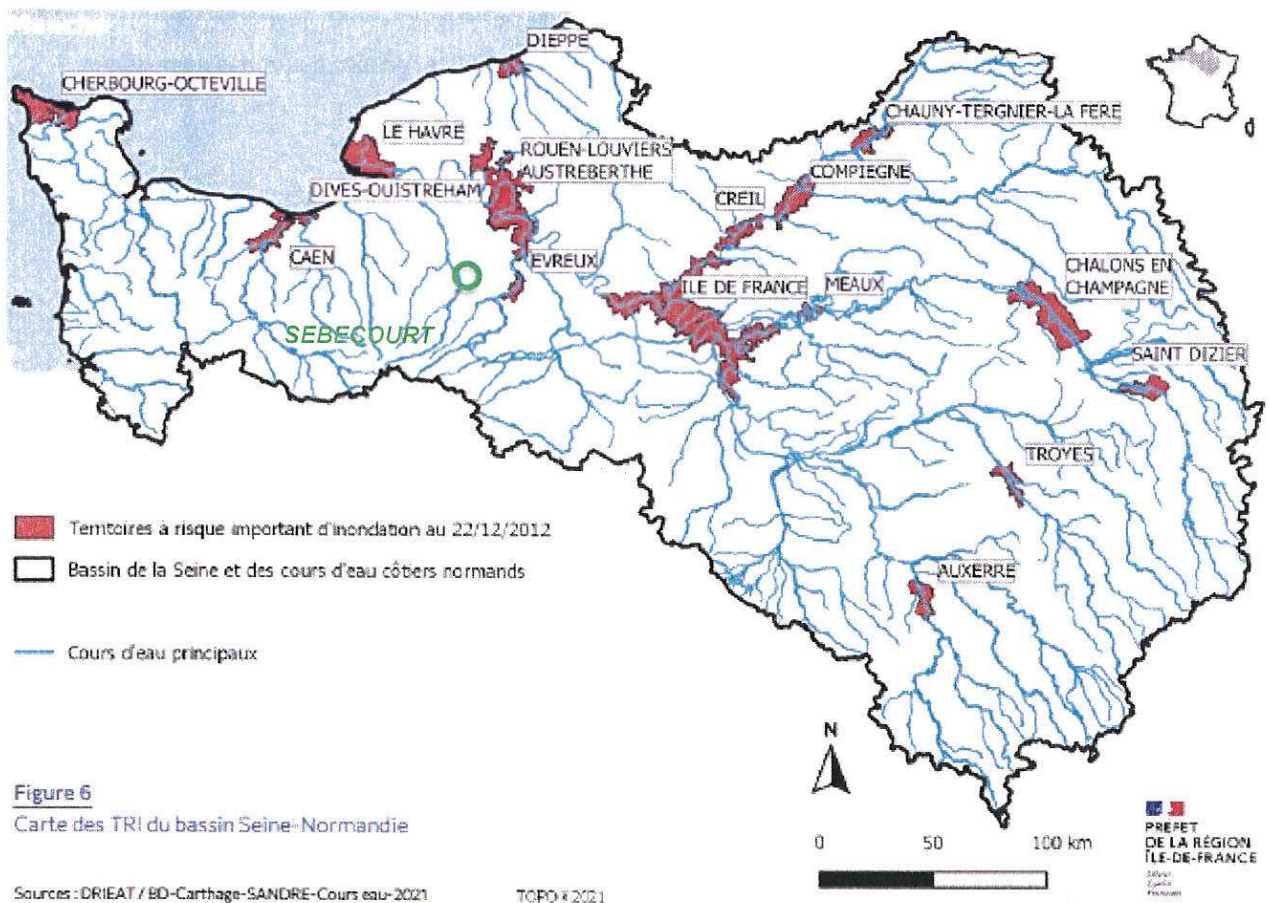 DIEPPE
CHERBOURG-OCTEVILLE
CHAUNY-TERGNIER-LA FERE
LE HAVRE
ROUEN-LOUVIERS
AUSTREBERTHE
COMPIEGNE
DIVES-OUISTREHAM
CREIL
CAEN
EVREUX
ILE DE FRANCE
MEAUX
CHALONS EN
CHAMPAGNE
SEBECOURT
SAINT DIZIER
TROYES
AUXERRE
Territoires à risque important d'inondation au 22/12/2012
Bassin de la Seine et des cours d'eau côtiers normands
Cours d'eau principaux
N
0 50 100 km
Figure 6
Carte des TRI du bassin Seine-Normandie
PRÉFET
DE LA RÉGION
ÎLE-DE-FRANCE
Sources : DRIEAT / BD-Carthage-SANDRE-Cours eau-2021